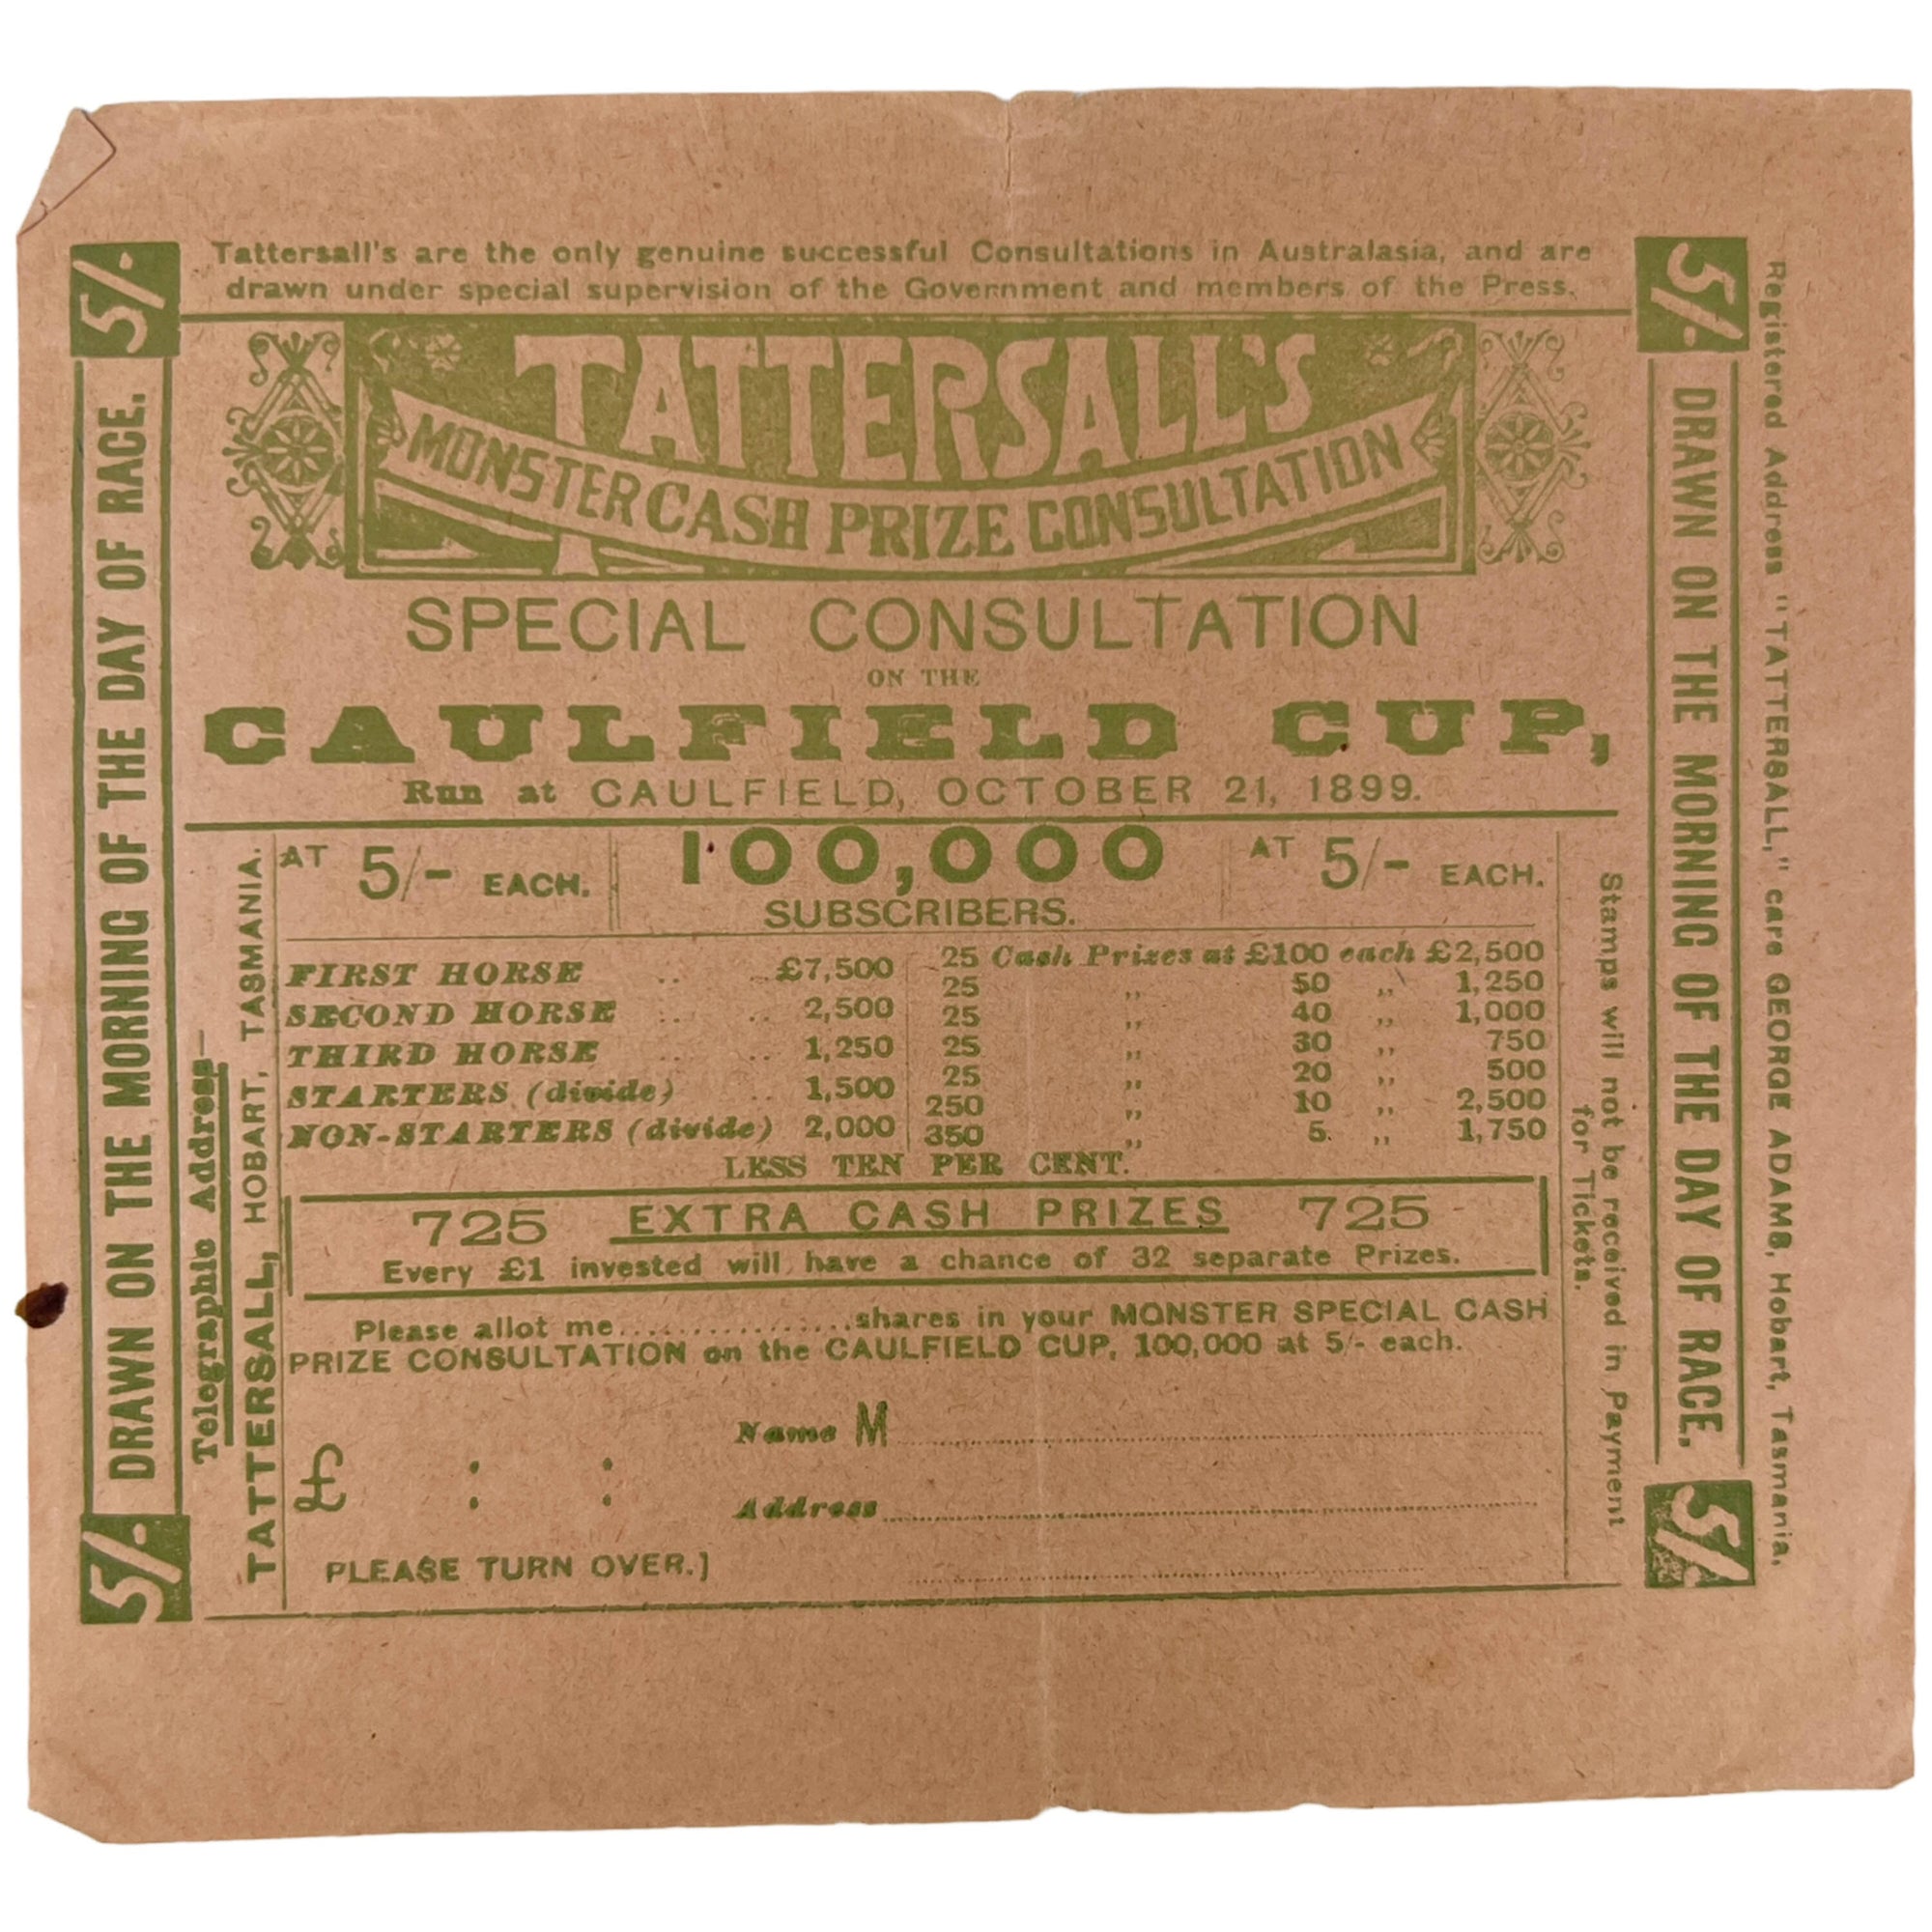 Tattersall's are the only genuine successful Consultations in Australasia, and are
drawn under special supervision of the Government and members of the Press.
5/-
5/-
TATTERSALL'S
MONSTER CASH PRIZE CONSULTATION
SPECIAL CONSULTATION
ON THE
CAULFIELD CUP,
Run at CAULFIELD, OCTOBER 21, 1899.
AT 5/- EACH. 100,000 AT 5/- EACH.
SUBSCRIBERS.
FIRST HORSE .. .. £7,500
SECOND HORSE .. .. 2,500
THIRD HORSE .. .. 1,250
STARTERS (divide) .. 1,500
NON-STARTERS (divide) 2,000
25 Cash Prizes at £100 each £2,500
25 ,, 50 ,, 1,250
25 ,, 40 ,, 1,000
25 ,, 30 ,, 750
25 ,, 20 ,, 500
250 ,, 10 ,, 2,500
350 ,, 5 ,, 1,750
LESS TEN PER CENT.
725 EXTRA CASH PRIZES 725
Every £1 invested will have a chance of 32 separate Prizes.
Please allot me................shares in your MONSTER SPECIAL CASH
PRIZE CONSULTATION on the CAULFIELD CUP, 100,000 at 5/- each.
Name M
£ : :
Address
PLEASE TURN OVER.]
5/-
5/-
DRAWN ON THE MORNING OF THE DAY OF RACE.
Telegraphic Address—
TATTERSALL, HOBART, TASMANIA.
Stamps will not be received in Payment
for Tickets.
DRAWN ON THE MORNING OF THE DAY OF RACE.
Registered Address "TATTERSALL," care GEORGE ADAMS, Hobart, Tasmania.